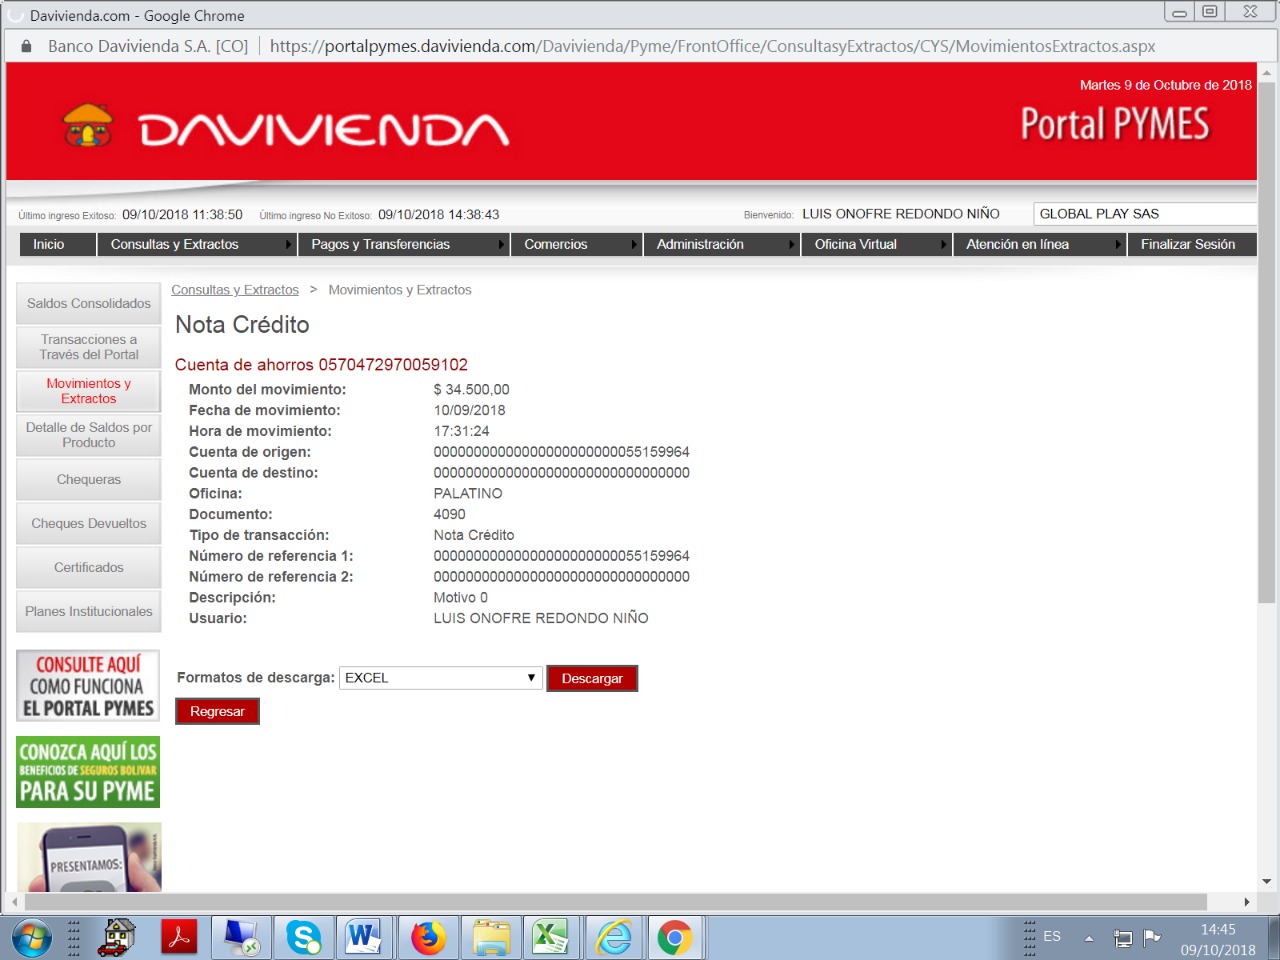 Davivienda.com - Google Chrome
Banco Davivienda S.A. [CO] https://portalpymes.davivienda.com/Davivienda/Pyme/FrontOffice/ConsultasyExtractos/CYS/MovimientosExtractos.aspx
Martes 9 de Octubre de 2018
DAVIVIENDA
Portal PYMES
Último ingreso Exitoso: 09/10/2018 11:38:50 Último ingreso No Exitoso: 09/10/2018 14:38:43 Bienvenido: LUIS ONOFRE REDONDO NIÑO GLOBAL PLAY SAS
Inicio Consultas y Extractos Pagos y Transferencias Comercios Administración Oficina Virtual Atención en línea Finalizar Sesión
Saldos Consolidados
Transacciones a
Través del Portal
Movimientos y
Extractos
Detalle de Saldos por
Producto
Chequeras
Cheques Devueltos
Certificados
Planes Institucionales
CONSULTE AQUÍ
COMO FUNCIONA
EL PORTAL PYMES
CONOZCA AQUÍ LOS
BENEFICIOS DE SEGUROS BOLIVAR
PARA SU PYME
PRESENTAMOS:
Consultas y Extractos > Movimientos y Extractos
Nota Crédito
Cuenta de ahorros 0570472970059102
Monto del movimiento: $ 34.500,00
Fecha de movimiento: 10/09/2018
Hora de movimiento: 17:31:24
Cuenta de origen: 00000000000000000000000055159964
Cuenta de destino: 00000000000000000000000000000000
Oficina: PALATINO
Documento: 4090
Tipo de transacción: Nota Crédito
Número de referencia 1: 00000000000000000000000055159964
Número de referencia 2: 00000000000000000000000000000000
Descripción: Motivo 0
Usuario: LUIS ONOFRE REDONDO NIÑO
Formatos de descarga: EXCEL Descargar
Regresar
ES
14:45
09/10/2018